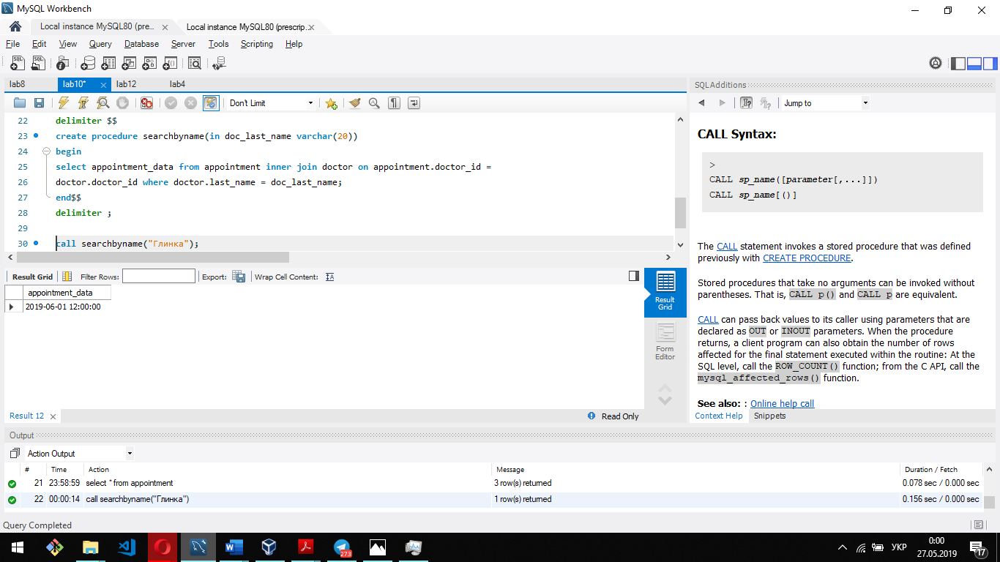 MySQL Workbench
Local instance MySQL80 (pre... Local instance MySQL80 (prescrip.
File Edit View Query Database Server Tools Scripting Help
lab8 lab10* lab12 lab4
Don't Limit
22 delimiter $$
23 create procedure searchbyname(in doc_last_name varchar(20))
24 begin
25 select appointment_data from appointment inner join doctor on appointment.doctor_id =
26 doctor.doctor_id where doctor.last_name = doc_last_name;
27 end$$
28 delimiter ;
29
30 call searchbyname("Глинка");
Result Grid Filter Rows: Export: Wrap Cell Content:
appointment_data
2019-06-01 12:00:00
Result Grid
Form Editor
Result 12 Read Only
SQLAdditions
Jump to
CALL Syntax:
>
CALL sp_name([parameter[,...]])
CALL sp_name[()]
The CALL statement invokes a stored procedure that was defined
previously with CREATE PROCEDURE.
Stored procedures that take no arguments can be invoked without
parentheses. That is, CALL p() and CALL p are equivalent.
CALL can pass back values to its caller using parameters that are
declared as OUT or INOUT parameters. When the procedure
returns, a client program can also obtain the number of rows
affected for the final statement executed within the routine: At the
SQL level, call the ROW_COUNT() function; from the C API, call the
mysql_affected_rows() function.
See also: : Online help call
Context Help Snippets
Output
Action Output
# Time Action Message Duration / Fetch
21 23:58:59 select * from appointment 3 row(s) returned 0.078 sec / 0.000 sec
22 00:00:14 call searchbyname("Глинка") 1 row(s) returned 0.156 sec / 0.000 sec
Query Completed
273
УКР
0:00
27.05.2019
17